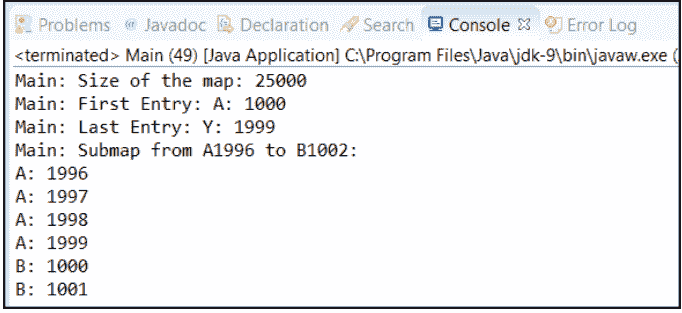 Problems Javadoc Declaration Search Console Error Log
<terminated> Main (49) [Java Application] C:\Program Files\Java\jdk-9\bin\javaw.exe (
Main: Size of the map: 25000
Main: First Entry: A: 1000
Main: Last Entry: Y: 1999
Main: Submap from A1996 to B1002:
A: 1996
A: 1997
A: 1998
A: 1999
B: 1000
B: 1001